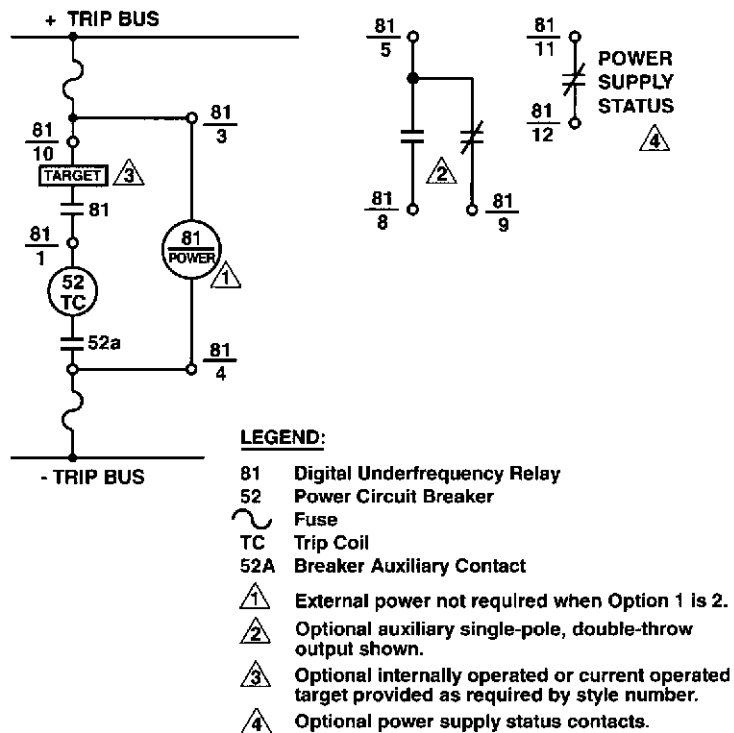 + TRIP BUS
81
10
TARGET
3
81
81
1
52
TC
52a
81
3
81
POWER
1
81
4
- TRIP BUS
81
5
2
81
8
81
9
81
11
81
12
POWER
SUPPLY
STATUS
4
LEGEND:
81 Digital Underfrequency Relay
52 Power Circuit Breaker
Fuse
TC Trip Coil
52A Breaker Auxiliary Contact
1 External power not required when Option 1 is 2.
2 Optional auxiliary single-pole, double-throw
output shown.
3 Optional internally operated or current operated
target provided as required by style number.
4 Optional power supply status contacts.